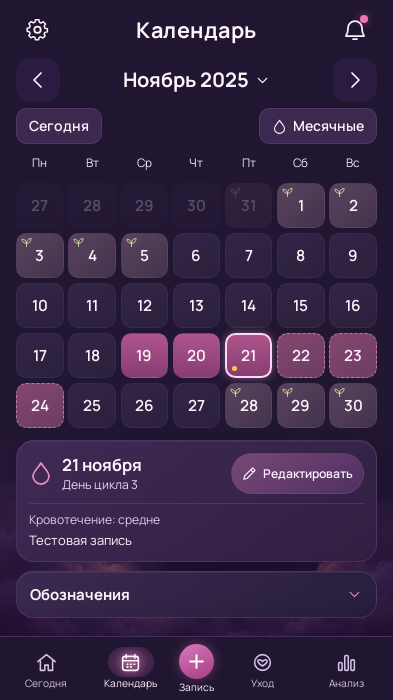 Календарь
Ноябрь 2025
Сегодня
Месячные
Пн Вт Ср Чт Пт Сб Вс
27 28 29 30 31 1 2
3 4 5 6 7 8 9
10 11 12 13 14 15 16
17 18 19 20 21 22 23
24 25 26 27 28 29 30
21 ноября
День цикла 3
Редактировать
Кровотечение: средне
Тестовая запись
Обозначения
Сегодня Календарь Запись Уход Анализ